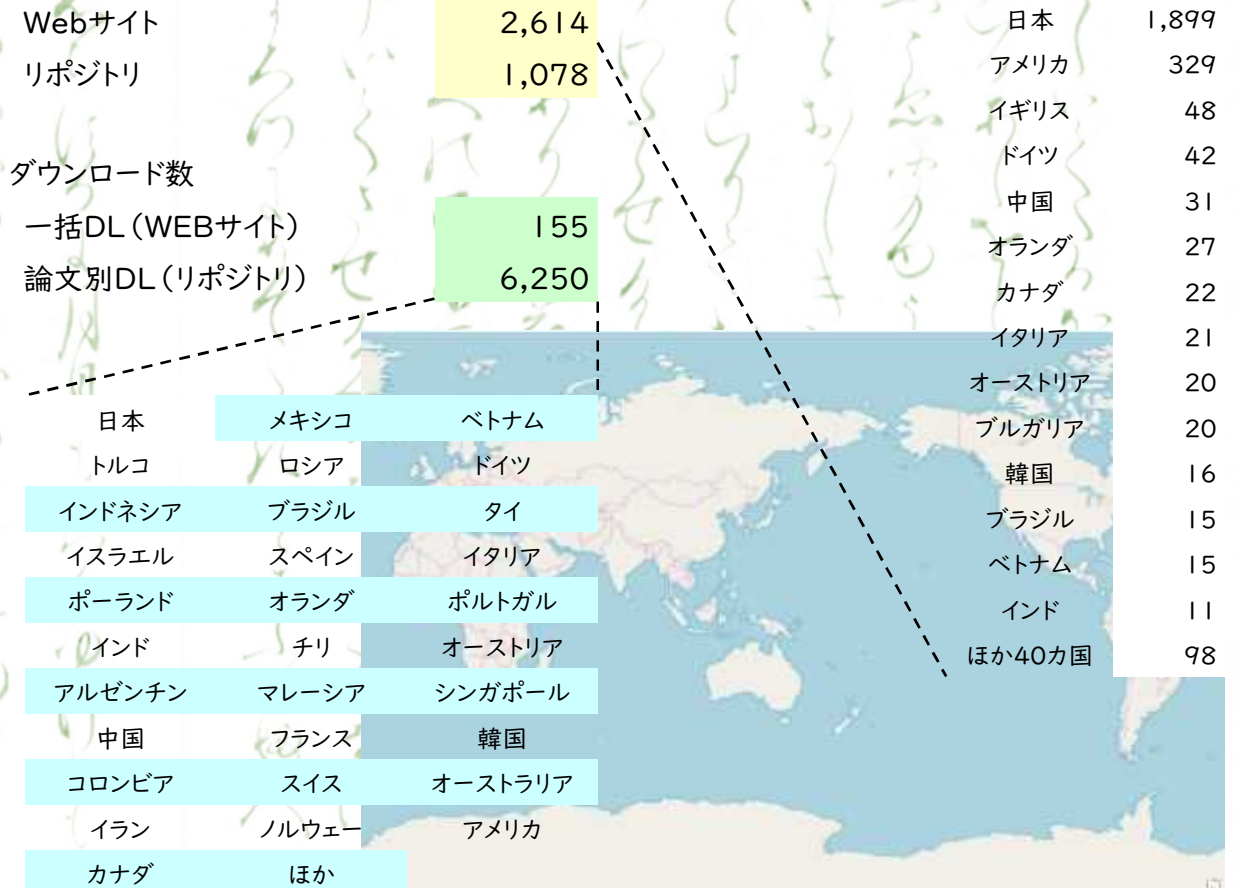 Webサイト 2,614
リポジトリ 1,078
ダウンロード数
一括DL(WEBサイト) 155
論文別DL(リポジトリ) 6,250
日本 メキシコ ベトナム
トルコ ロシア ドイツ
インドネシア ブラジル タイ
イスラエル スペイン イタリア
ポーランド オランダ ポルトガル
インド チリ オーストリア
アルゼンチン マレーシア シンガポール
中国 フランス 韓国
コロンビア スイス オーストラリア
イラン ノルウェー アメリカ
カナダ ほか
日本 1,899
アメリカ 329
イギリス 48
ドイツ 42
中国 31
オランダ 27
カナダ 22
イタリア 21
オーストリア 20
ブルガリア 20
韓国 16
ブラジル 15
ベトナム 15
インド 11
ほか40カ国 98